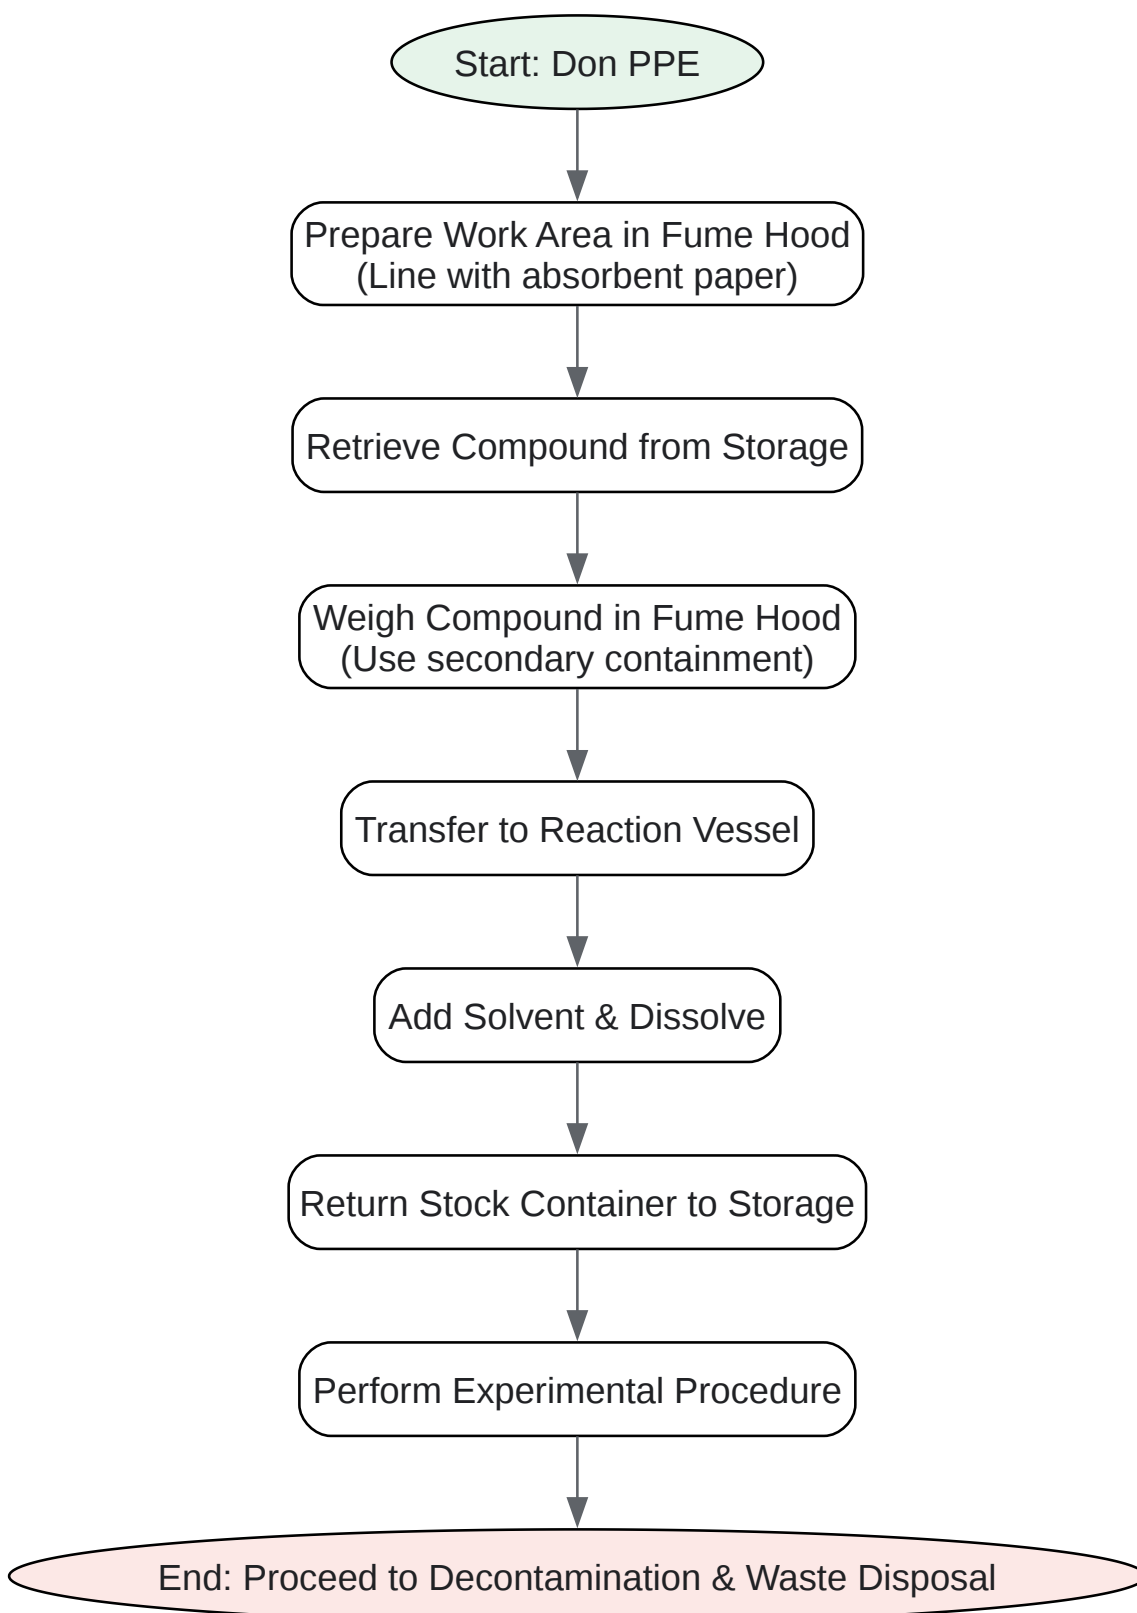 Start: Don PPE
Prepare Work Area in Fume Hood
(Line with absorbent paper)
Retrieve Compound from Storage
Weigh Compound in Fume Hood
(Use secondary containment)
Transfer to Reaction Vessel
Add Solvent & Dissolve
Return Stock Container to Storage
Perform Experimental Procedure
End: Proceed to Decontamination & Waste Disposal